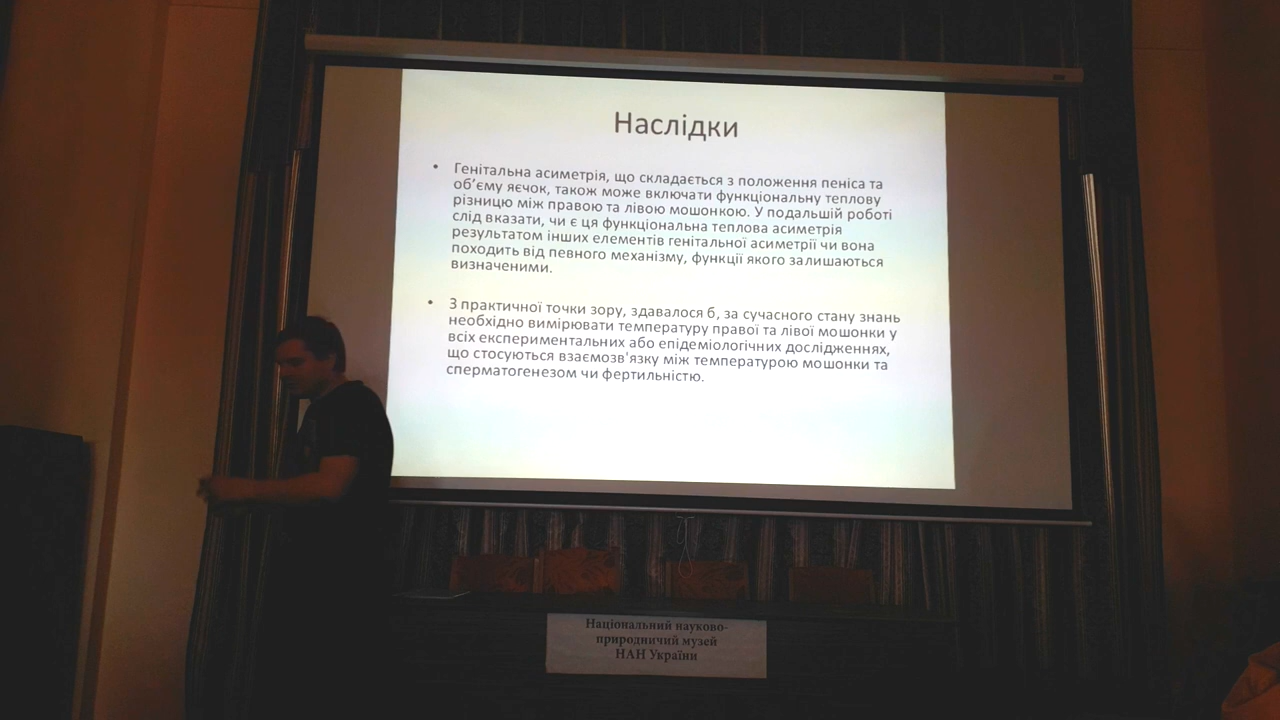 Наслідки
• Генітальна асиметрія, що складається з положення пеніса та
об’єму яєчок, також може включати функціональну теплову
різницю між правою та лівою мошонкою. У подальшій роботі
слід вказати, чи є ця функціональна теплова асиметрія
результатом інших елементів генітальної асиметрії чи вона
походить від певного механізму, функції якого залишаються
визначеними.
• З практичної точки зору, здавалося б, за сучасного стану знань
необхідно вимірювати температуру правої та лівої мошонки у
всіх експериментальних або епідеміологічних дослідженнях,
що стосуються взаємозв'язку між температурою мошонки та
сперматогенезом чи фертильністю.
Національний науково-
природничий музей
НАН України